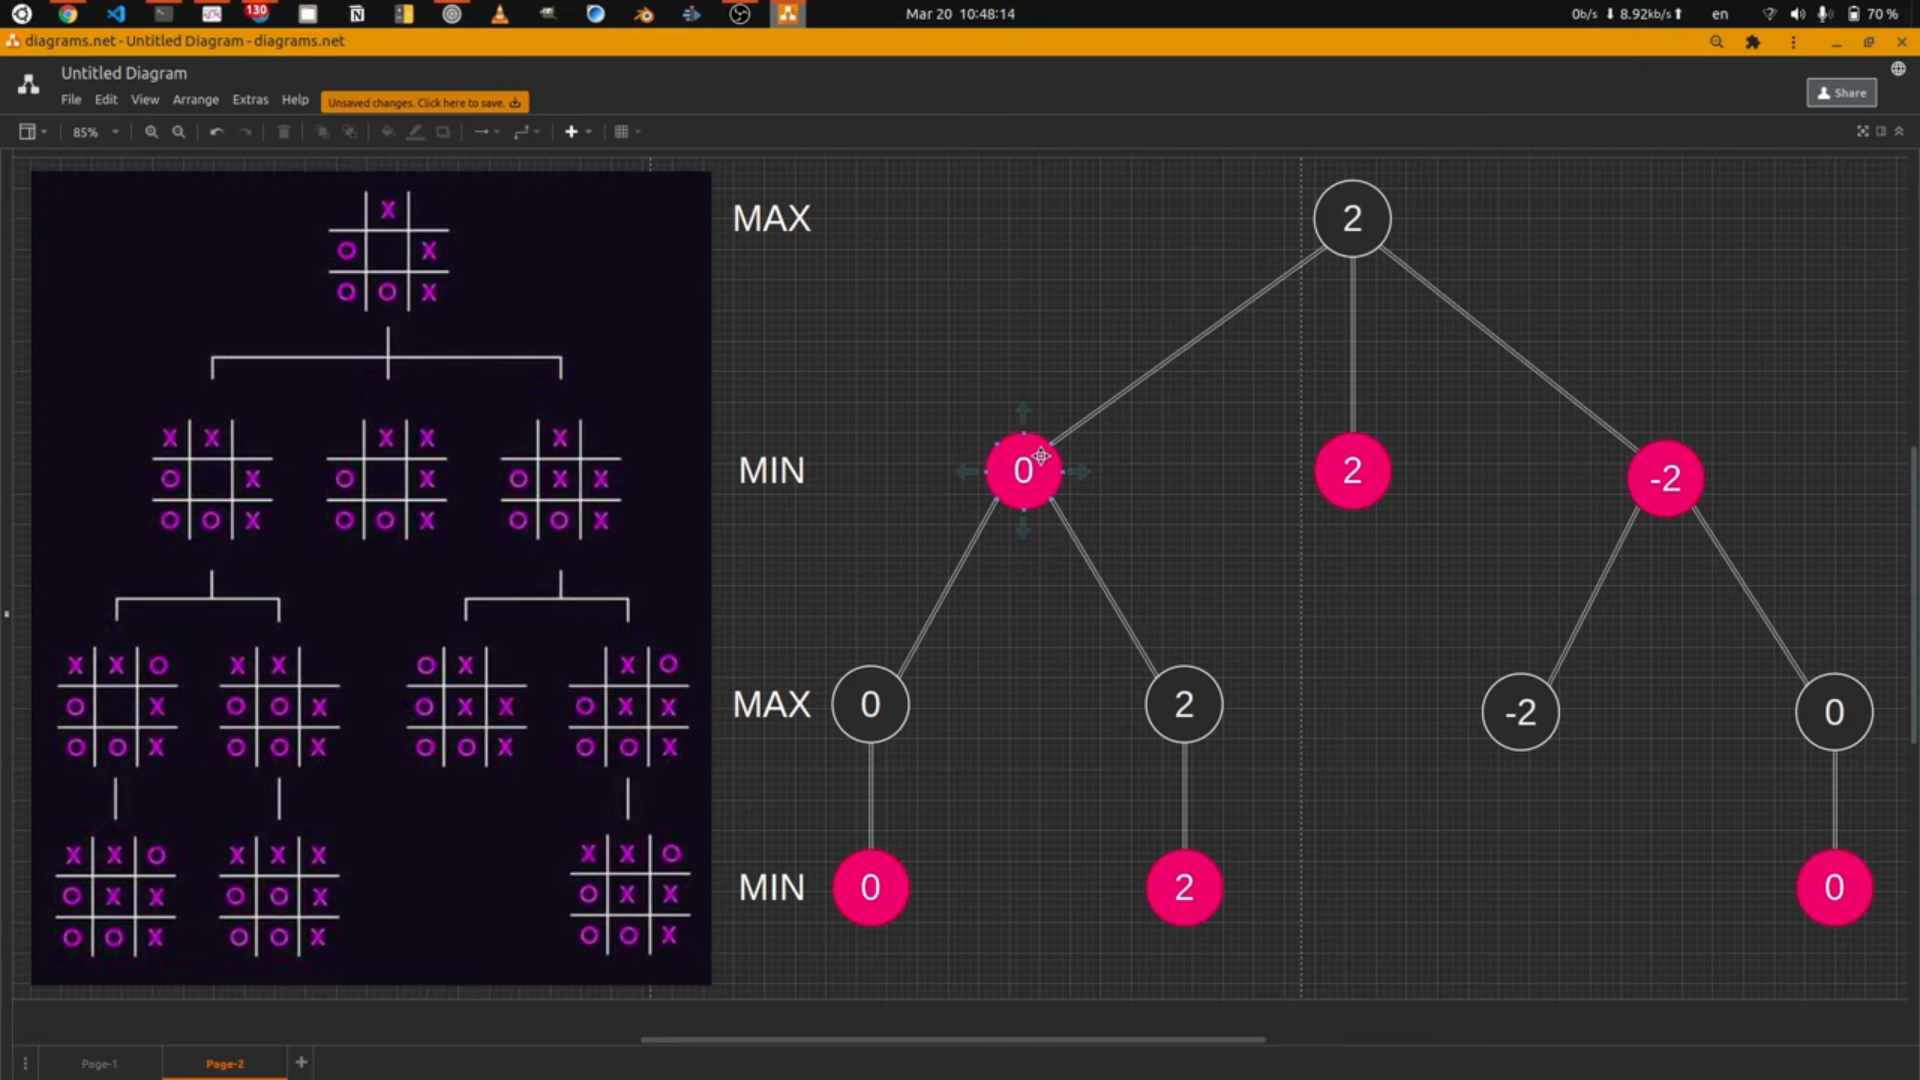 130
Mar 20 10:48:14
0b/s ⬇ 8.92kb/s⬆
en
70 %
diagrams.net - Untitled Diagram - diagrams.net
Untitled Diagram
File Edit View Arrange Extras Help
Unsaved changes. Click here to save.
Share
85%
X
O X
O O X
X X
O X
O O X
X X
O X
O O X
X
O X X
O O X
X X O
O X
O O X
X X
O O X
O O X
O X
O X X
O O X
X O
O X X
O O X
X X O
O X X
O O X
X X X
O O X
O O X
X X O
O X X
O O X
MAX
2
MIN
0 2 -2
MAX
0 2 -2 0
MIN
0 2 0
Page-1 Page-2